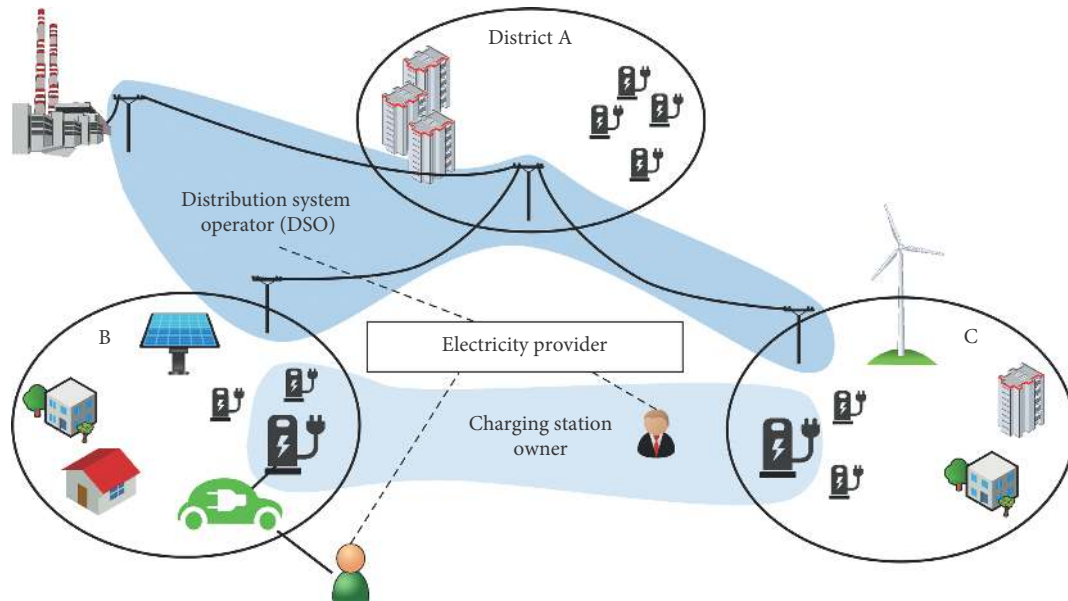 District A
Distribution system
operator (DSO)
B
Electricity provider
C
Charging station
owner